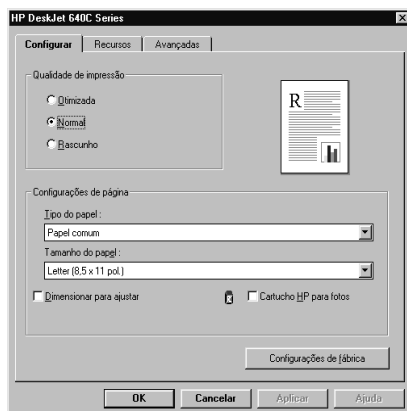 HP DeskJet 640C Series
Configurar Recursos Avançadas
Qualidade de impressão
Otimizada
Normal
Rascunho
R
Configurações de página
Tipo do papel :
Papel comum
Tamanho do papel :
Letter (8,5 x 11 pol.)
Dimensionar para ajustar Cartucho HP para fotos
Configurações de fábrica
OK Cancelar Aplicar Ajuda